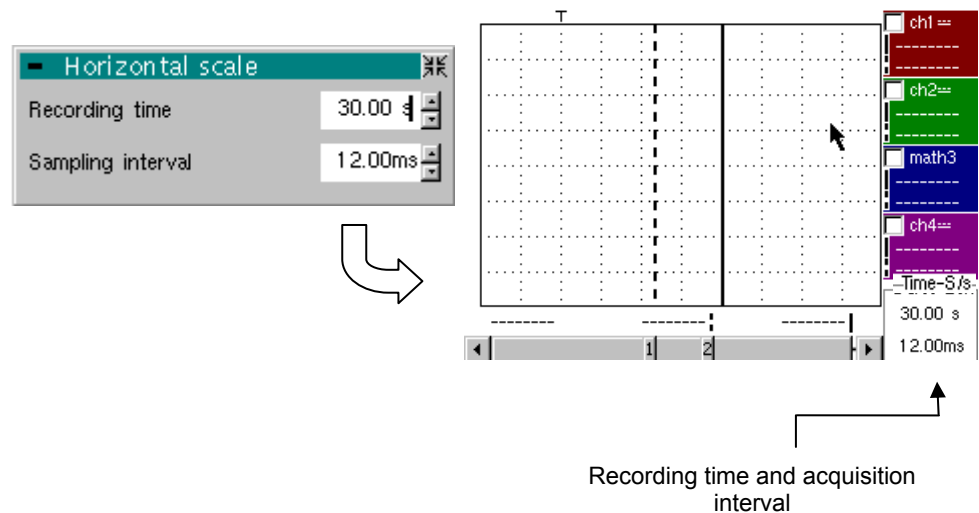 Horizontal scale
Recording time 30.00 s
Sampling interval 12.00ms
T
ch1
--------
--------
ch2
--------
--------
math3
--------
--------
ch4
--------
--------
Time-S/s
30.00 s
12.00ms
-------- -------- --------
1 2
Recording time and acquisition
interval